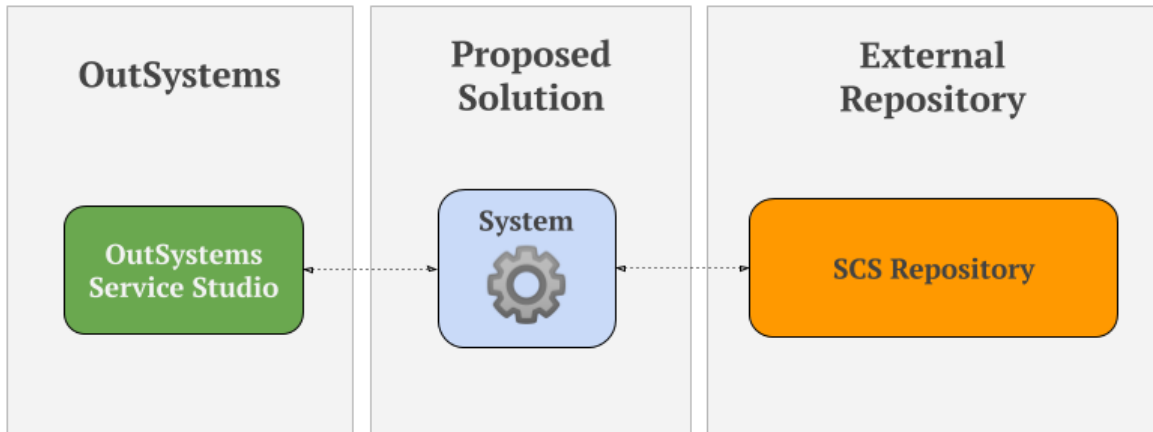 OutSystems
Proposed
Solution
External
Repository
OutSystems
Service Studio
System
SCS Repository